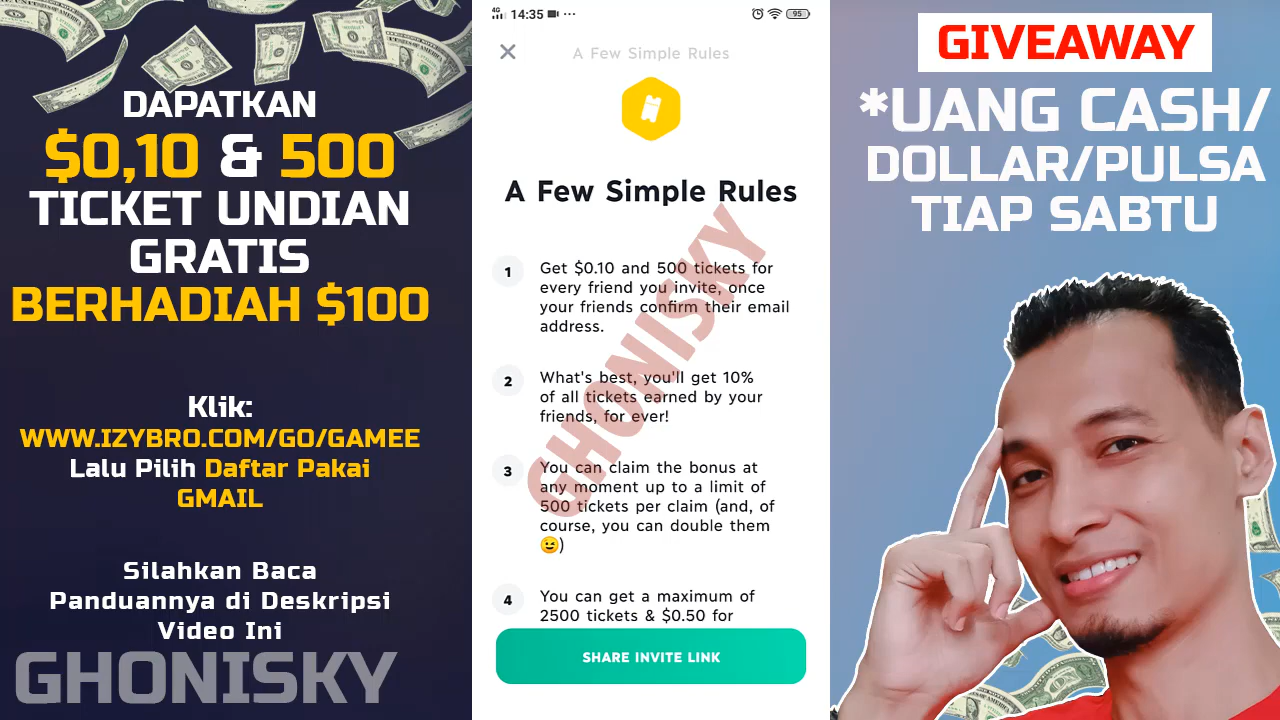 DAPATKAN
$0,10 & 500
TICKET UNDIAN
GRATIS
BERHADIAH $100
Klik:
WWW.IZYBRO.COM/GO/GAMEE
Lalu Pilih Daftar Pakai
GMAIL
Silahkan Baca
Panduannya di Deskripsi
Video Ini
GHONISKY
4G 14:35 ··· 95
A Few Simple Rules
A Few Simple Rules
1 Get $0.10 and 500 tickets for
every friend you invite, once
your friends confirm their email
address.
2 What's best, you'll get 10%
of all tickets earned by your
friends, for ever!
3 You can claim the bonus at
any moment up to a limit of
500 tickets per claim (and, of
course, you can double them
😉)
4 You can get a maximum of
2500 tickets & $0.50 for
SHARE INVITE LINK
GHONISKY
GIVEAWAY
*UANG CASH/
DOLLAR/PULSA
TIAP SABTU